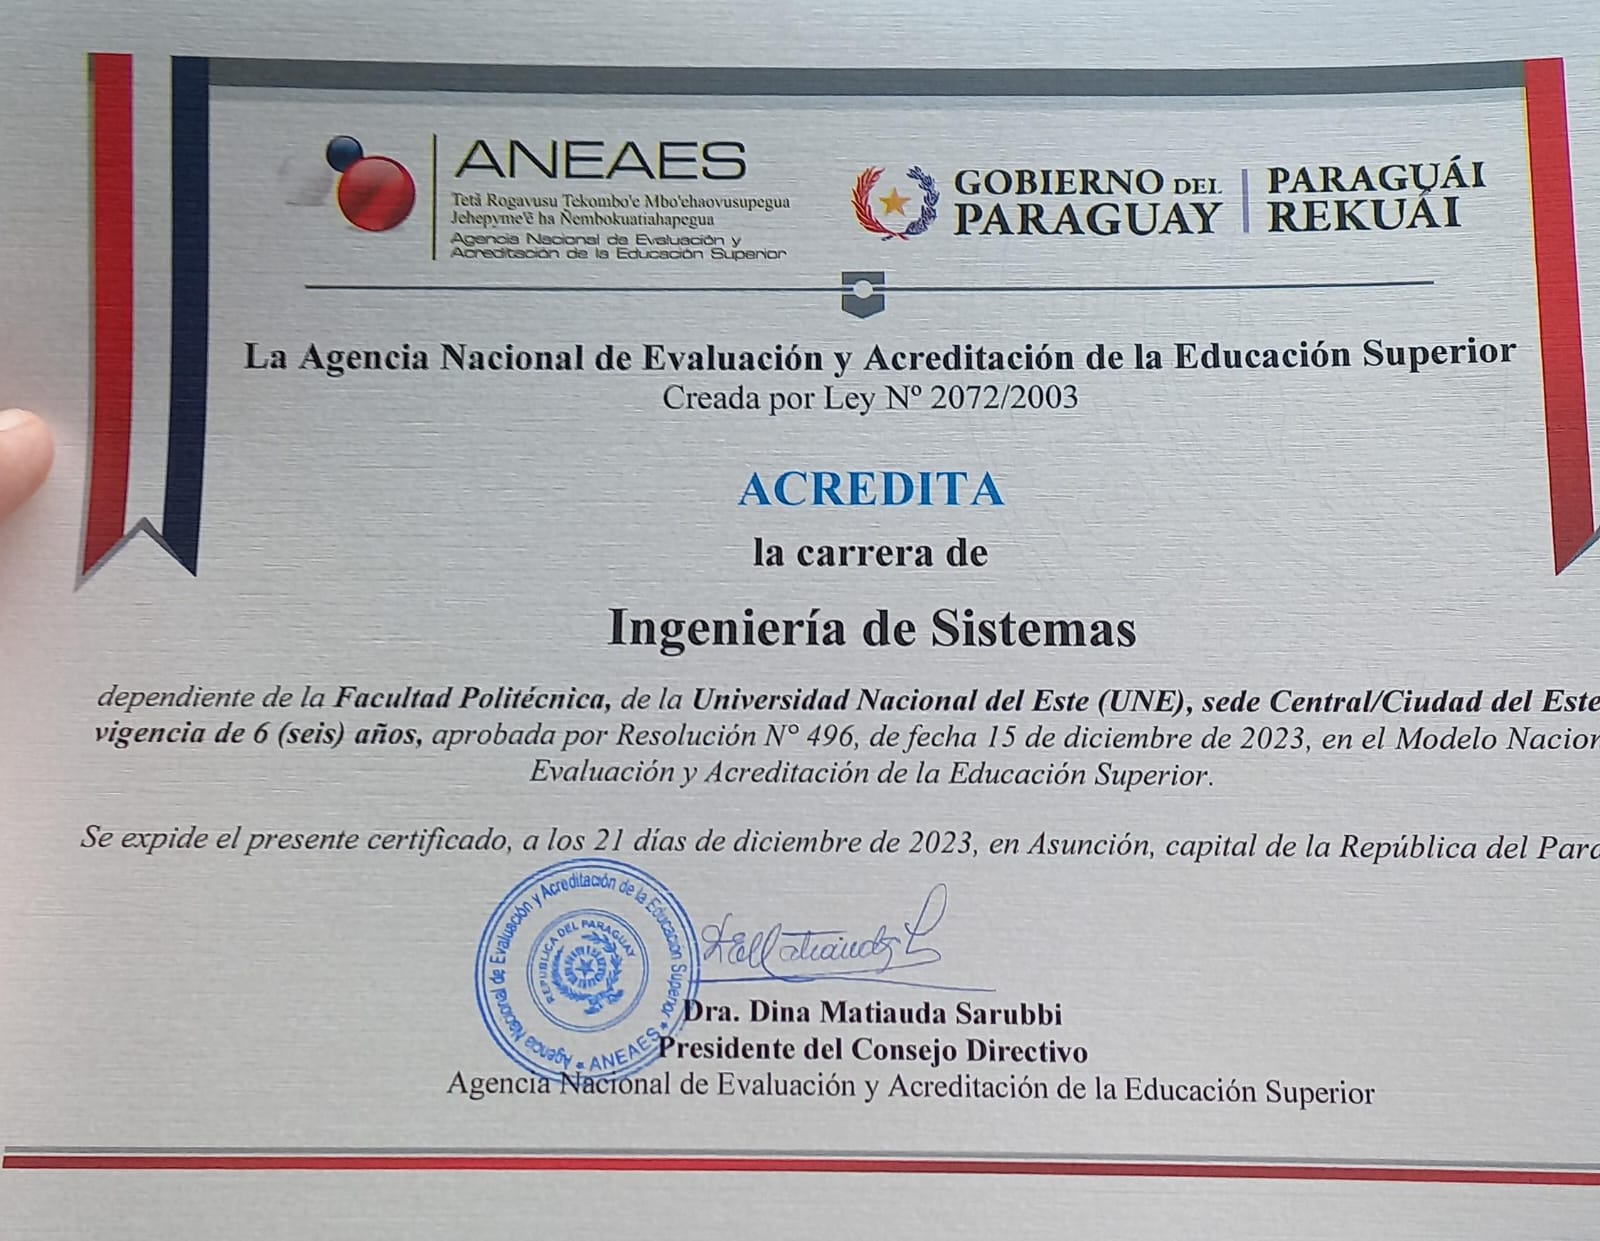 ANEAES
Tetã Rogavusu Tekombo'e Mbo'ehaovusupegua
Jehepyme'ẽ ha Ñembokuatiahapegua
Agencia Nacional de Evaluación y
Acreditación de la Educación Superior
GOBIERNO DEL
PARAGUAY
PARAGUÁI
REKUÁI
La Agencia Nacional de Evaluación y Acreditación de la Educación Superior
Creada por Ley Nº 2072/2003
ACREDITA
la carrera de
Ingeniería de Sistemas
dependiente de la Facultad Politécnica, de la Universidad Nacional del Este (UNE), sede Central/Ciudad del Este
vigencia de 6 (seis) años, aprobada por Resolución N° 496, de fecha 15 de diciembre de 2023, en el Modelo Nacion
Evaluación y Acreditación de la Educación Superior.
Se expide el presente certificado, a los 21 días de diciembre de 2023, en Asunción, capital de la República del Para
Agencia Nacional de Evaluación y Acreditación de la Educación Superior * ANEAES *
REPUBLICA DEL PARAGUAY
Dra. Dina Matiauda Sarubbi
Presidente del Consejo Directivo
Agencia Nacional de Evaluación y Acreditación de la Educación Superior